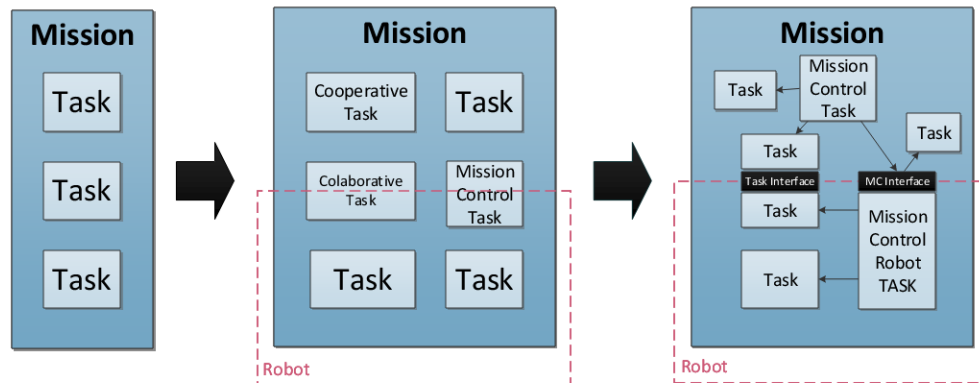 Mission
Task
Task
Task
Mission
Cooperative
Task
Task
Colaborative
Task
Mission
Control
Task
Task
Task
Robot
Mission
Mission
Control
Task
Task
Task
Task
Task Interface
MC Interface
Task
Mission
Control
Robot
TASK
Task
Robot